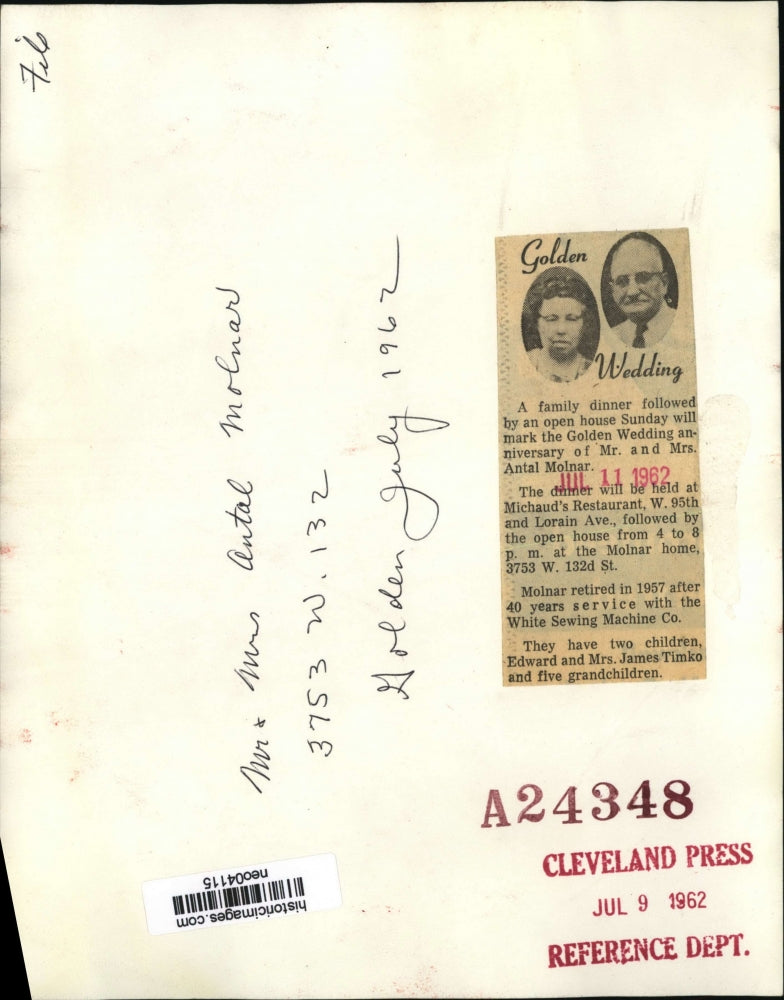 Mr & Mrs Antal Molnar
3753 W. 132
Golden July 1962
Golden
Wedding
A family dinner followed
by an open house Sunday will
mark the Golden Wedding an-
niversary of Mr. and Mrs.
Antal Molnar.
JUL 11 1962
The dinner will be held at
Michaud's Restaurant, W. 95th
and Lorain Ave., followed by
the open house from 4 to 8
p. m. at the Molnar home,
3753 W. 132d St.
Molnar retired in 1957 after
40 years service with the
White Sewing Machine Co.
They have two children,
Edward and Mrs. James Timko
and five grandchildren.
A24348
CLEVELAND PRESS
JUL 9 1962
REFERENCE DEPT.
historicimages.com
neo04115